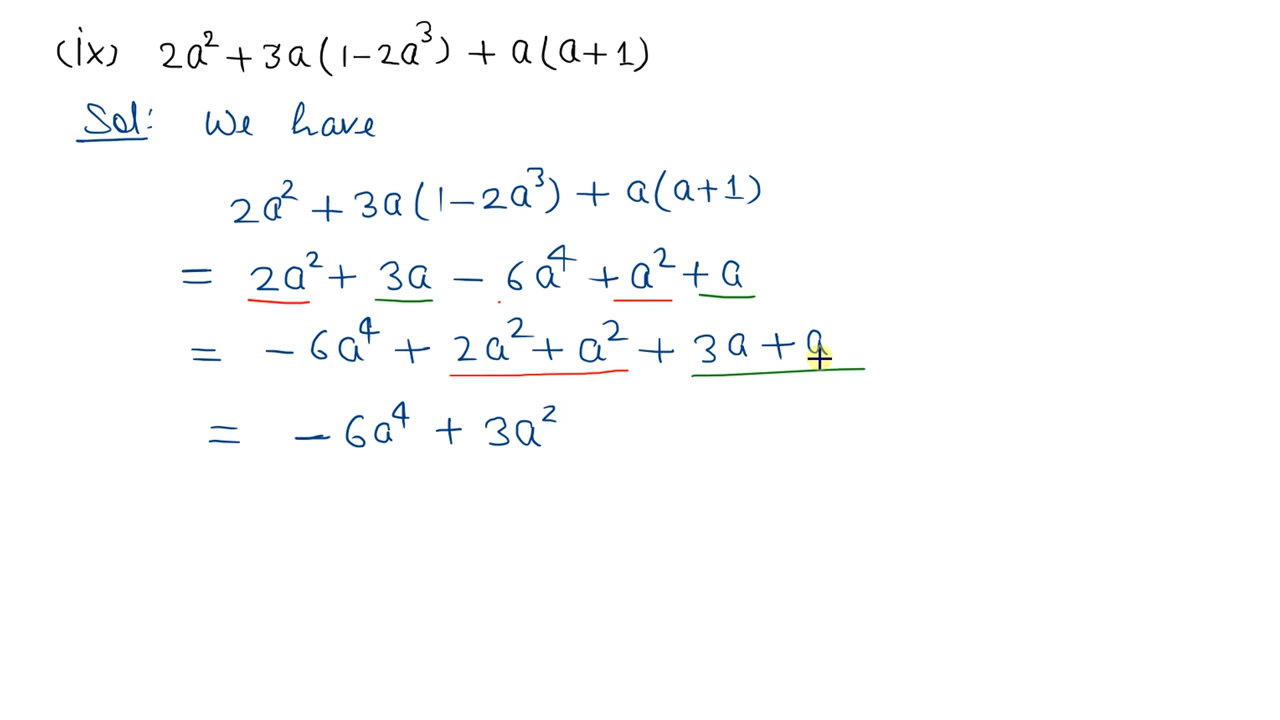 (ix) 2a² + 3a(1-2a³) + a(a+1)
Sol: We have
2a² + 3a(1-2a³) + a(a+1)
= 2a² + 3a - 6a⁴ + a² + a
= - 6a⁴ + 2a² + a² + 3a + a
= - 6a⁴ + 3a²